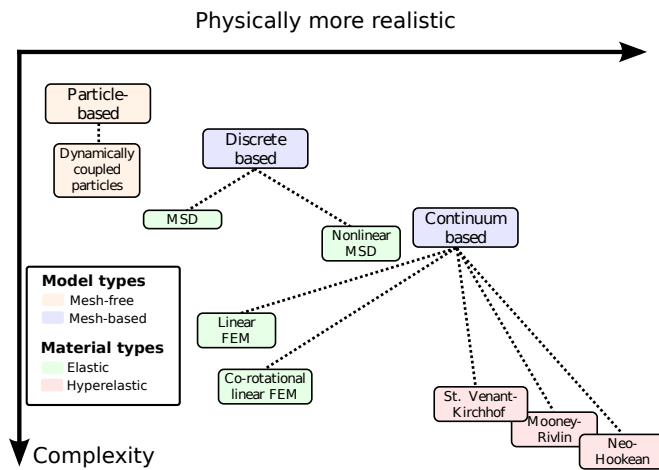 Physically more realistic
Particle-
based
Dynamically
coupled
particles
Discrete
based
MSD
Nonlinear
MSD
Continuum
based
Model types
Mesh-free
Mesh-based
Material types
Elastic
Hyperelastic
Linear
FEM
Co-rotational
linear FEM
St. Venant-
Kirchhof
Mooney-
Rivlin
Neo-
Hookean
Complexity